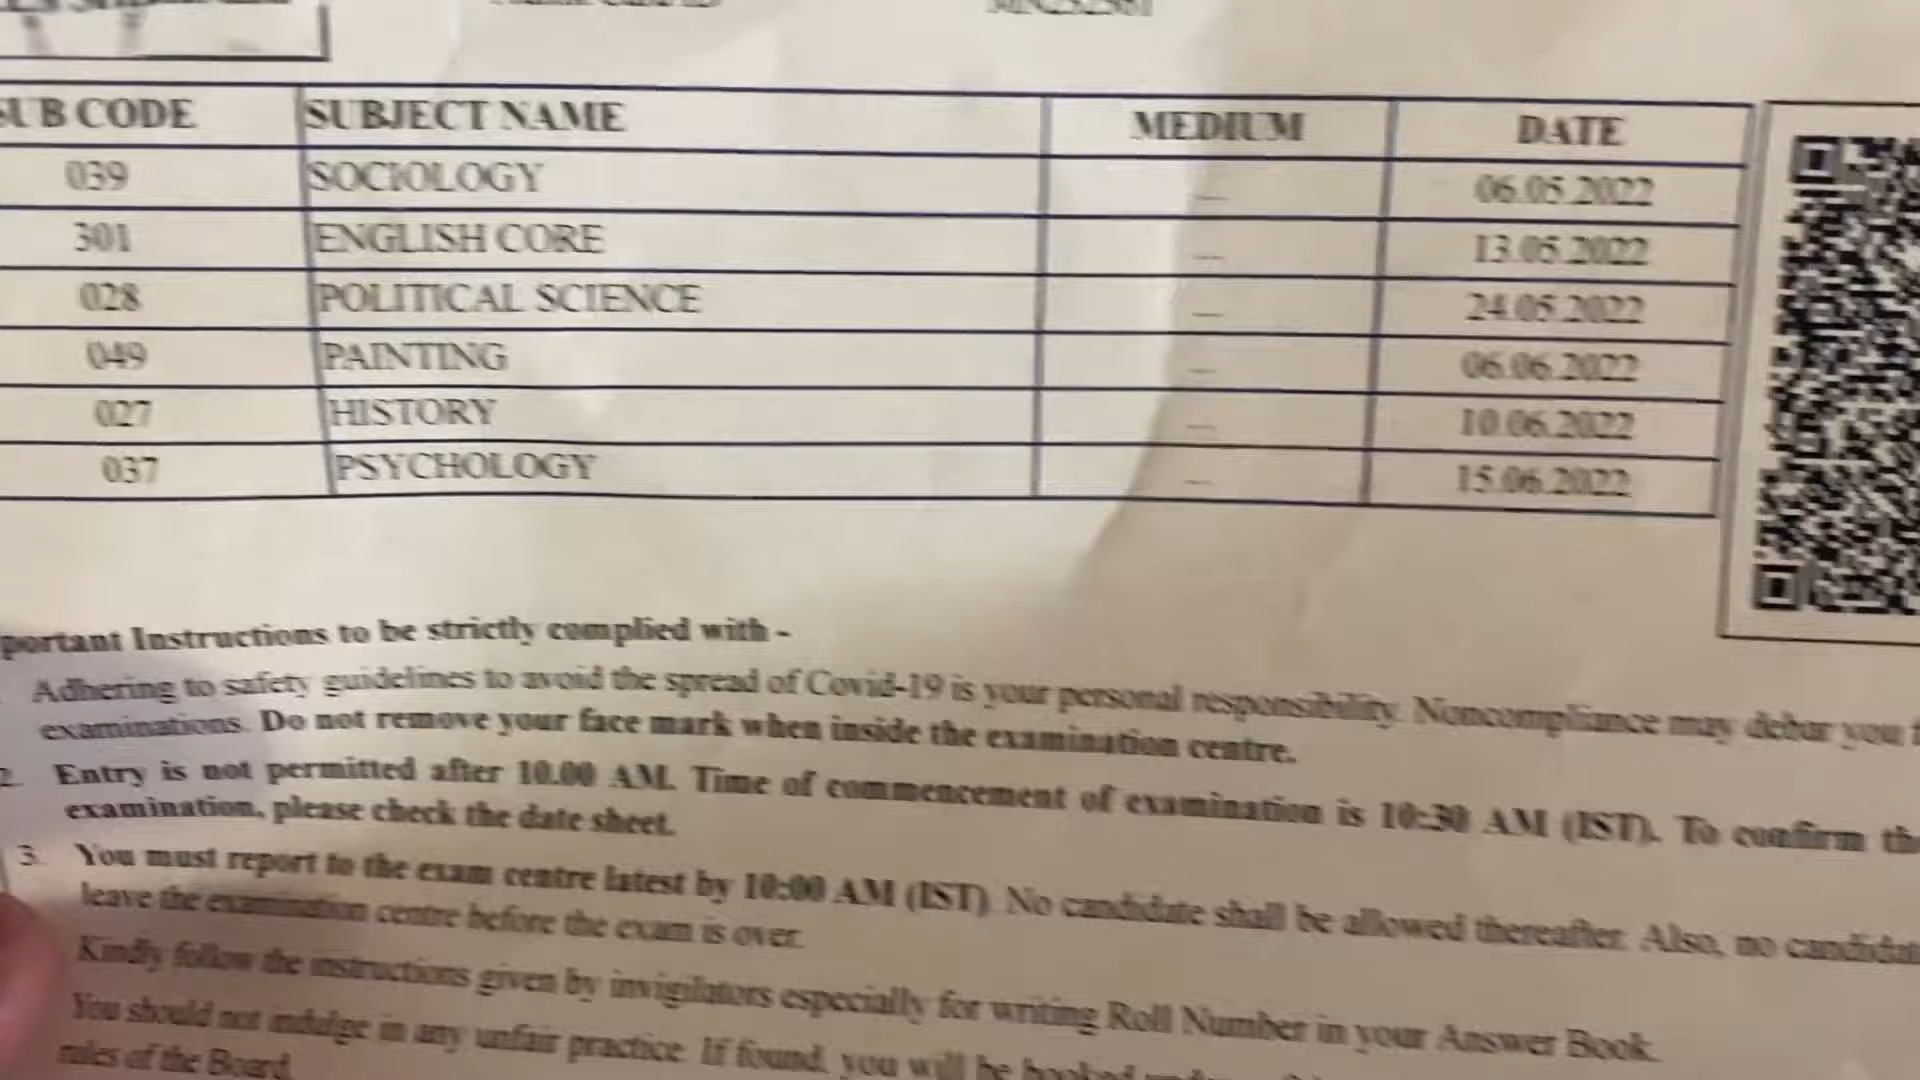 SUB CODE SUBJECT NAME MEDIUM DATE
039 SOCIOLOGY --- 06.05.2022
301 ENGLISH CORE --- 13.05.2022
028 POLITICAL SCIENCE --- 24.05.2022
049 PAINTING --- 06.06.2022
027 HISTORY --- 10.06.2022
037 PSYCHOLOGY --- 15.06.2022
portant Instructions to be strictly complied with -
Adhering to safety guidelines to avoid the spread of Covid-19 is your personal responsibility. Noncompliance may debar you f
examinations. Do not remove your face mark when inside the examination centre.
2. Entry is not permitted after 10.00 AM. Time of commencement of examination is 10:30 AM (IST). To confirm th
examination, please check the date sheet.
3. You must report to the exam centre latest by 10:00 AM (IST). No candidate shall be allowed thereafter. Also, no candidat
leave the examination centre before the exam is over.
Kindly follow the instructions given by invigilators especially for writing Roll Number in your Answer Book.
You should not indulge in any unfair practice. If found, you will be booked
rules of the Board.